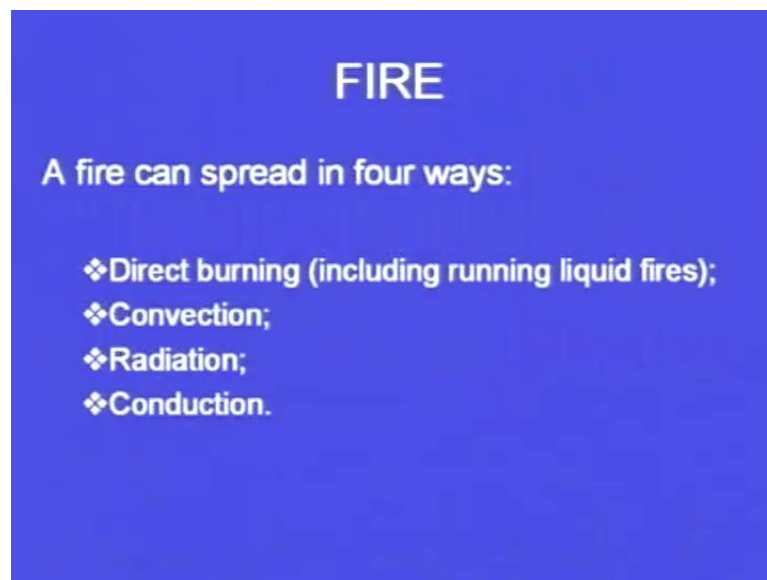 FIRE
A fire can spread in four ways:
❖Direct burning (including running liquid fires);
❖Convection;
❖Radiation;
❖Conduction.